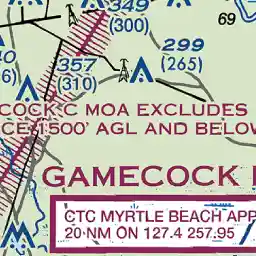 349
(300)
69
299
(265)
357
(310)
COCK C MOA EXCLUDES
CE 1500' AGL AND BELOW
GAMECOCK
CTC MYRTLE BEACH APP
20 NM ON 127.4 257.95